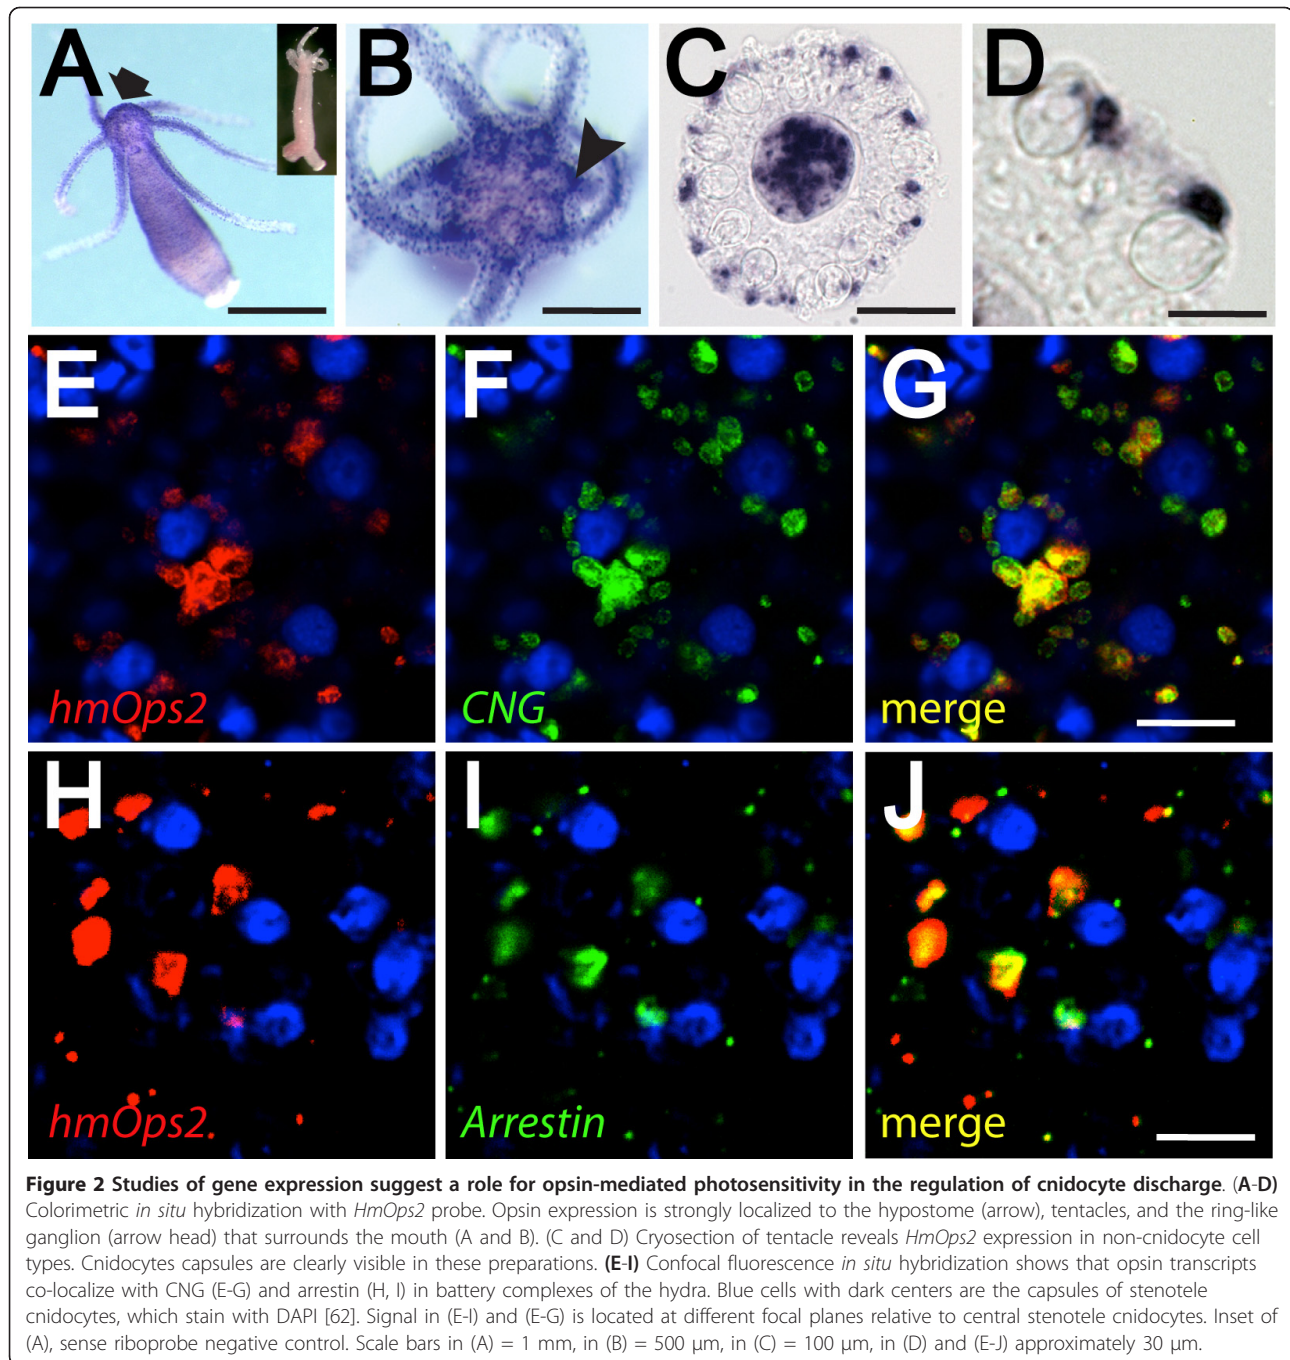 A
B
C
D
E
F
G
hmOps2
CNG
merge
H
I
J
hmOps2.
Arrestin
merge
Figure 2 Studies of gene expression suggest a role for opsin-mediated photosensitivity in the regulation of cnidocyte discharge. (A-D)
Colorimetric in situ hybridization with HmOps2 probe. Opsin expression is strongly localized to the hypostome (arrow), tentacles, and the ring-like
ganglion (arrow head) that surrounds the mouth (A and B). (C and D) Cryosection of tentacle reveals HmOps2 expression in non-cnidocyte cell
types. Cnidocytes capsules are clearly visible in these preparations. (E-I) Confocal fluorescence in situ hybridization shows that opsin transcripts
co-localize with CNG (E-G) and arrestin (H, I) in battery complexes of the hydra. Blue cells with dark centers are the capsules of stenotele
cnidocytes, which stain with DAPI [62]. Signal in (E-I) and (E-G) is located at different focal planes relative to central stenotele cnidocytes. Inset of
(A), sense riboprobe negative control. Scale bars in (A) = 1 mm, in (B) = 500 μm, in (C) = 100 μm, in (D) and (E-J) approximately 30 μm.